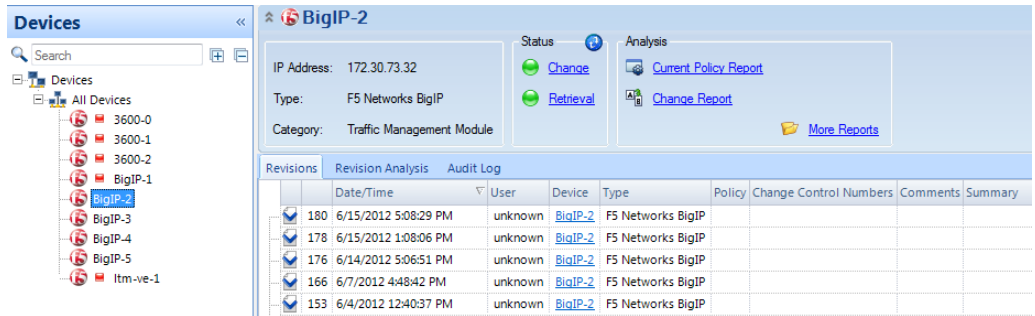 Devices «
Search
Devices
All Devices
3600-0
3600-1
3600-2
BigIP-1
BigIP-2
BigIP-3
BigIP-4
BigIP-5
ltm-ve-1
BigIP-2
IP Address: 172.30.73.32
Type: F5 Networks BigIP
Category: Traffic Management Module
Status
Change
Retrieval
Analysis
Current Policy Report
Change Report
More Reports
Revisions Revision Analysis Audit Log
Date/Time User Device Type Policy Change Control Numbers Comments Summary
180 6/15/2012 5:08:29 PM unknown BigIP-2 F5 Networks BigIP
178 6/15/2012 1:08:06 PM unknown BigIP-2 F5 Networks BigIP
176 6/14/2012 5:06:51 PM unknown BigIP-2 F5 Networks BigIP
166 6/7/2012 4:48:42 PM unknown BigIP-2 F5 Networks BigIP
153 6/4/2012 12:40:37 PM unknown BigIP-2 F5 Networks BigIP